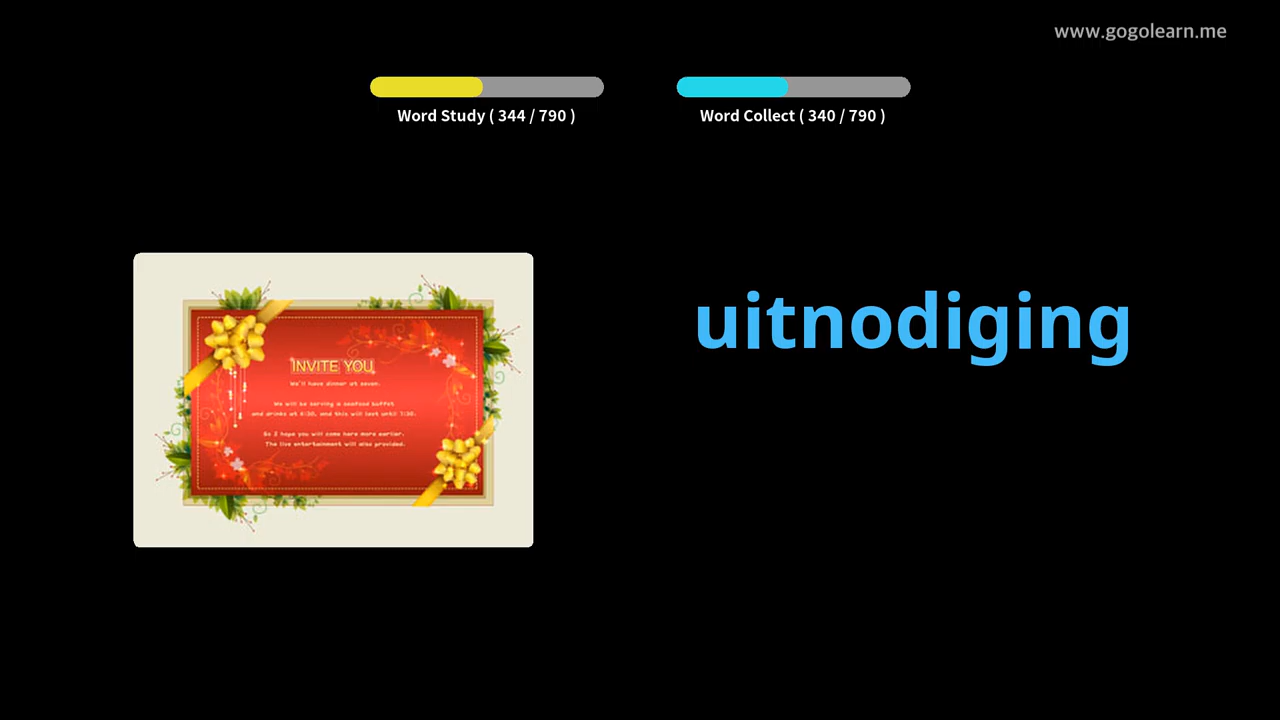 www.gogolearn.me
Word Study ( 344 / 790 )
Word Collect ( 340 / 790 )
uitnodiging
INVITE YOU
We'll have dinner at seven.
We will be serving a seafood buffet
and drinks at 6:30, and this will last until 7:30.
So I hope you will come here more earlier.
The live entertainment will also provided.